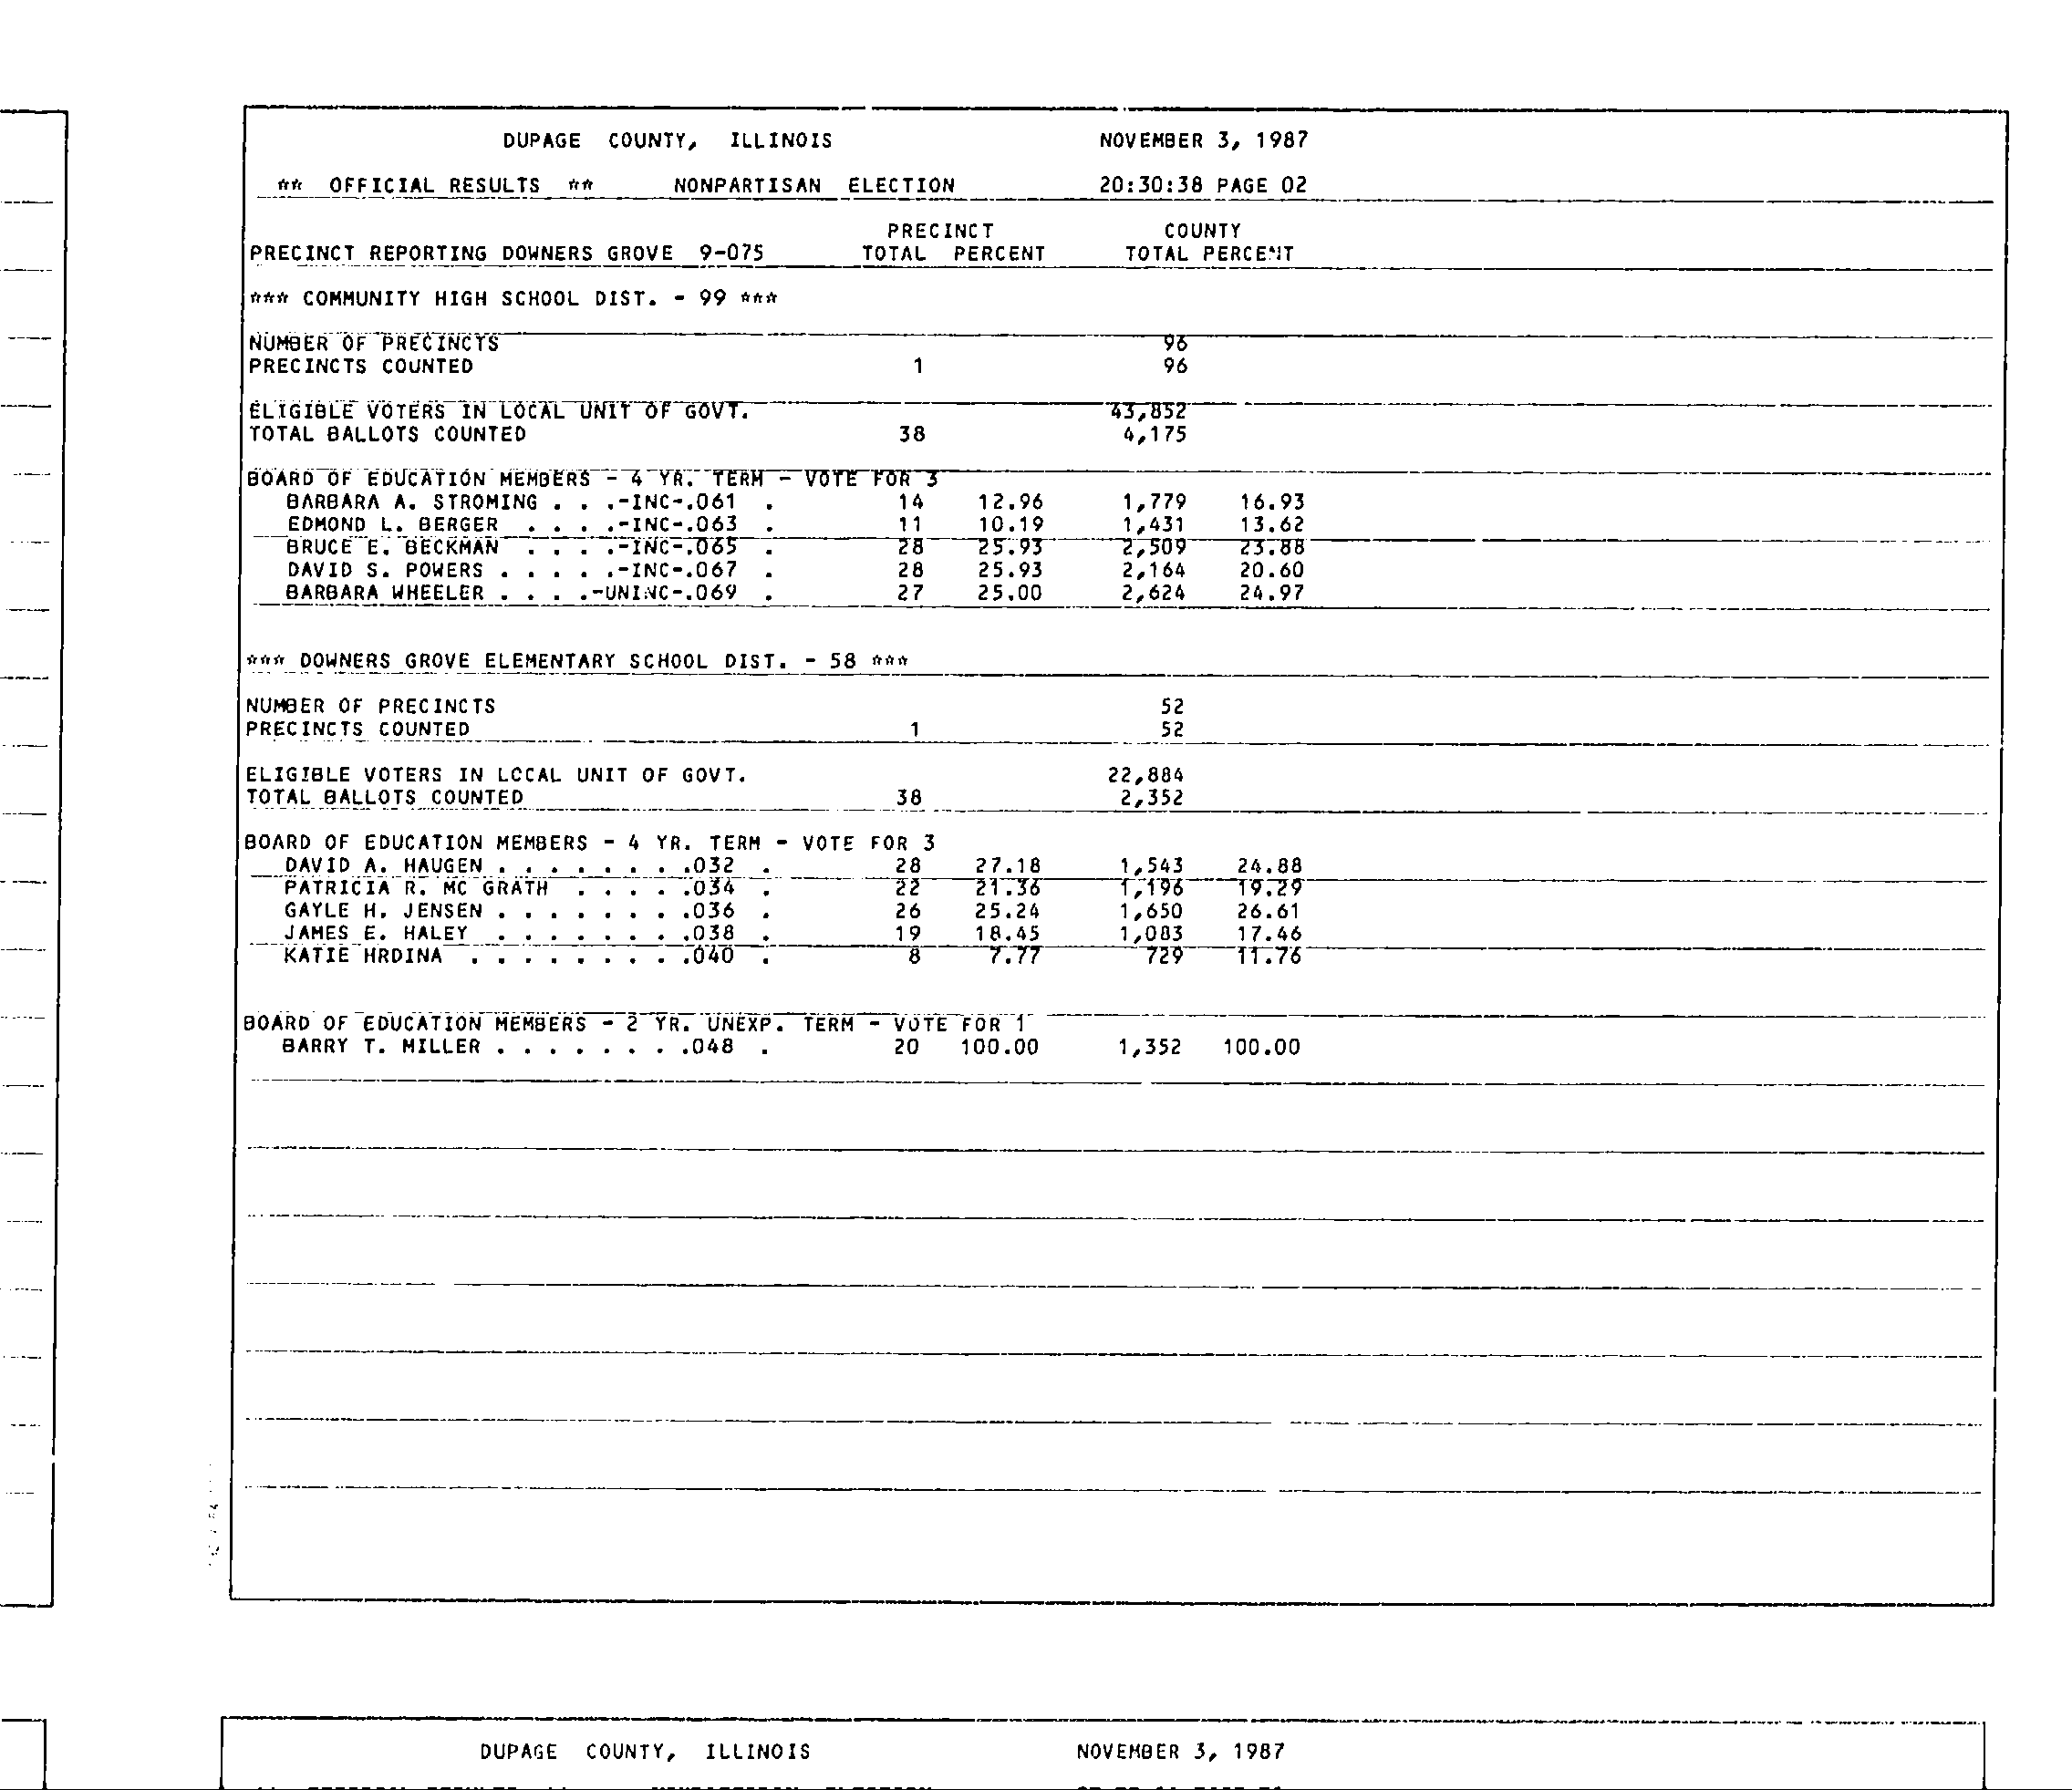 DUPAGE COUNTY, ILLINOIS NOVEMBER 3, 1987
** OFFICIAL RESULTS ** NONPARTISAN ELECTION 20:30:38 PAGE 02
PRECINCT COUNTY
PRECINCT REPORTING DOWNERS GROVE 9-075 TOTAL PERCENT TOTAL PERCENT
*** COMMUNITY HIGH SCHOOL DIST. - 99 ***
NUMBER OF PRECINCTS 96
PRECINCTS COUNTED 1 96
ELIGIBLE VOTERS IN LOCAL UNIT OF GOVT. 43,852
TOTAL BALLOTS COUNTED 38 4,175
BOARD OF EDUCATION MEMBERS - 4 YR. TERM - VOTE FOR 3
BARBARA A. STROMING . . .-INC-.061 . 14 12.96 1,779 16.93
EDMOND L. BERGER . . . .-INC-.063 . 11 10.19 1,431 13.62
BRUCE E. BECKMAN . . . .-INC-.065 . 28 25.93 2,509 23.88
DAVID S. POWERS . . . . .-INC-.067 . 28 25.93 2,164 20.60
BARBARA WHEELER . . . .-UNINC-.069 . 27 25.00 2,624 24.97
*** DOWNERS GROVE ELEMENTARY SCHOOL DIST. - 58 ***
NUMBER OF PRECINCTS 52
PRECINCTS COUNTED 1 52
ELIGIBLE VOTERS IN LOCAL UNIT OF GOVT. 22,884
TOTAL BALLOTS COUNTED 38 2,352
BOARD OF EDUCATION MEMBERS - 4 YR. TERM - VOTE FOR 3
DAVID A. HAUGEN . . . . . . . .032 . 28 27.18 1,543 24.88
PATRICIA R. MC GRATH . . . . .034 . 22 21.36 1,196 19.29
GAYLE H. JENSEN . . . . . . . .036 . 26 25.24 1,650 26.61
JAMES E. HALEY . . . . . . . .038 . 19 18.45 1,083 17.46
KATIE HRDINA . . . . . . . . .040 . 8 7.77 729 11.76
BOARD OF EDUCATION MEMBERS - 2 YR. UNEXP. TERM - VOTE FOR 1
BARRY T. MILLER . . . . . . . .048 . 20 100.00 1,352 100.00
DUPAGE COUNTY, ILLINOIS NOVEMBER 3, 1987